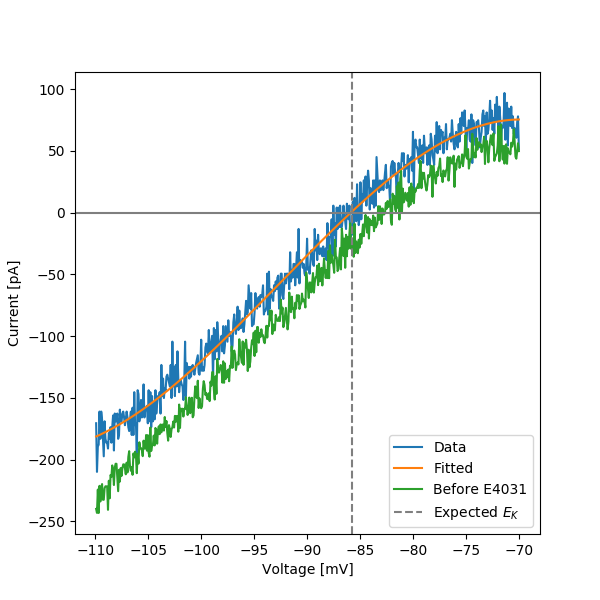 100
50
0
−50
−100
−150
−200
−250
Current [pA]
−110 −105 −100 −95 −90 −85 −80 −75 −70
Voltage [mV]
Data
Fitted
Before E4031
Expected E_K